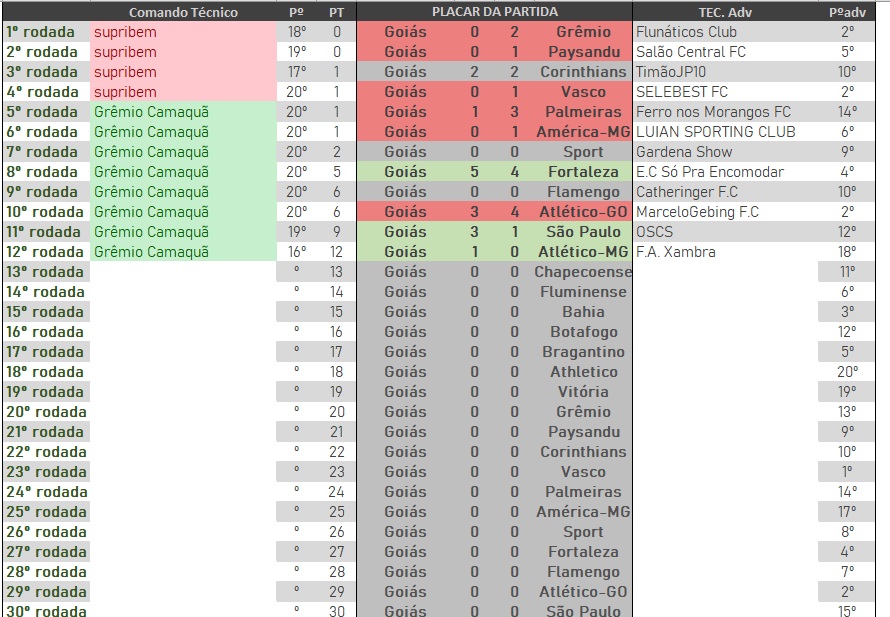 Comando Técnico Pº PT PLACAR DA PARTIDA TEC. Adv Pºadv
1º rodada supribem 18º 0 Goiás 0 2 Grêmio Flunáticos Club 2º
2º rodada supribem 19º 0 Goiás 0 1 Paysandu Salão Central FC 5º
3º rodada supribem 17º 1 Goiás 2 2 Corinthians TimãoJP10 10º
4º rodada supribem 20º 1 Goiás 0 1 Vasco SELEBEST FC 2º
5º rodada Grêmio Camaquã 20º 1 Goiás 1 3 Palmeiras Ferro nos Morangos FC 14º
6º rodada Grêmio Camaquã 20º 1 Goiás 0 1 América-MG LUIAN SPORTING CLUB 6º
7º rodada Grêmio Camaquã 20º 2 Goiás 0 0 Sport Gardena Show 9º
8º rodada Grêmio Camaquã 20º 5 Goiás 5 4 Fortaleza E.C Só Pra Encomodar 4º
9º rodada Grêmio Camaquã 20º 6 Goiás 0 0 Flamengo Catheringer F.C 10º
10º rodada Grêmio Camaquã 20º 6 Goiás 3 4 Atlético-GO MarceloGebing F.C 2º
11º rodada Grêmio Camaquã 19º 9 Goiás 3 1 São Paulo OSCS 12º
12º rodada Grêmio Camaquã 16º 12 Goiás 1 0 Atlético-MG F.A. Xambra 18º
13º rodada º 13 Goiás 0 0 Chapecoense 11º
14º rodada º 14 Goiás 0 0 Fluminense 6º
15º rodada º 15 Goiás 0 0 Bahia 3º
16º rodada º 16 Goiás 0 0 Botafogo 12º
17º rodada º 17 Goiás 0 0 Bragantino 5º
18º rodada º 18 Goiás 0 0 Athletico 20º
19º rodada º 19 Goiás 0 0 Vitória 19º
20º rodada º 20 Goiás 0 0 Grêmio 13º
21º rodada º 21 Goiás 0 0 Paysandu 9º
22º rodada º 22 Goiás 0 0 Corinthians 10º
23º rodada º 23 Goiás 0 0 Vasco 1º
24º rodada º 24 Goiás 0 0 Palmeiras 14º
25º rodada º 25 Goiás 0 0 América-MG 17º
26º rodada º 26 Goiás 0 0 Sport 8º
27º rodada º 27 Goiás 0 0 Fortaleza 4º
28º rodada º 28 Goiás 0 0 Flamengo 7º
29º rodada º 29 Goiás 0 0 Atlético-GO 2º
30º rodada º 30 Goiás 0 0 São Paulo 15º